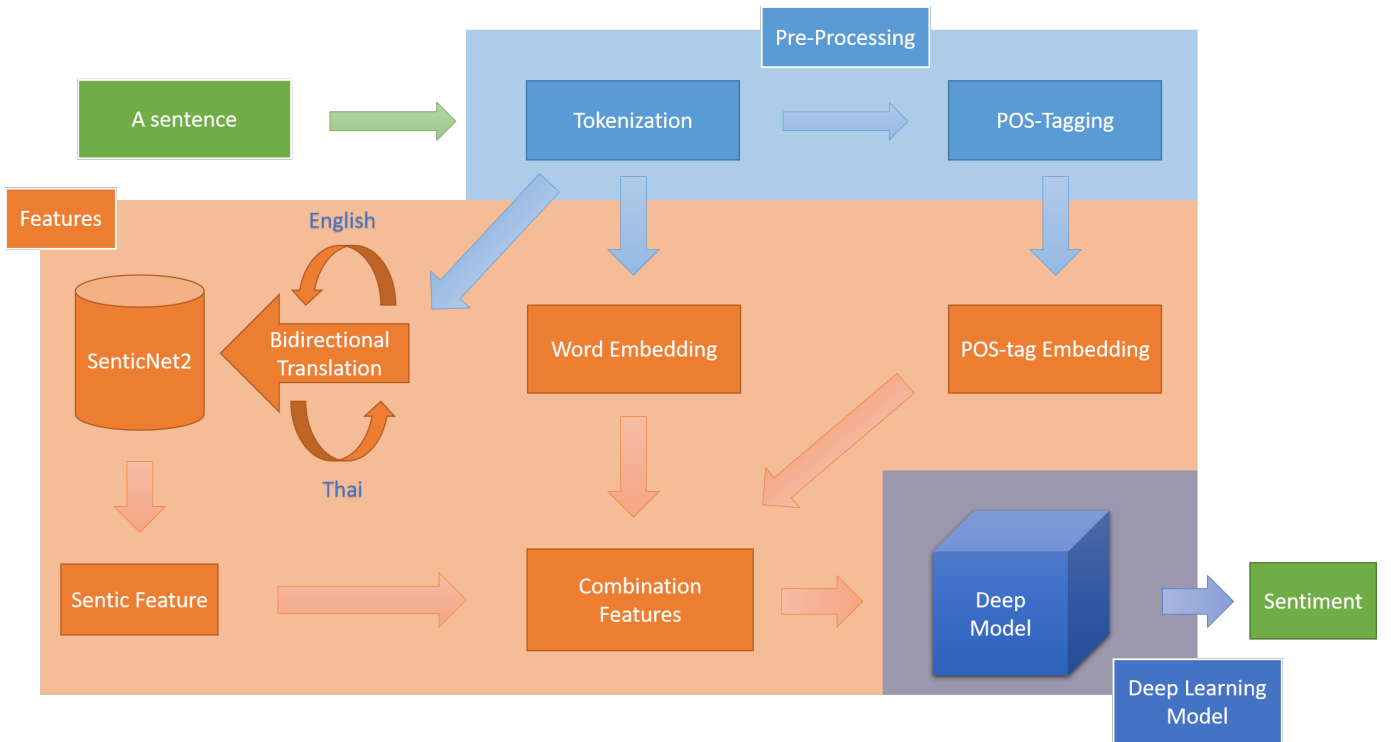 Pre-Processing
A sentence
Tokenization
POS-Tagging
Features
English
SenticNet2
Bidirectional
Translation
Word Embedding
POS-tag Embedding
Thai
Sentic Feature
Combination
Features
Deep
Model
Sentiment
Deep Learning
Model